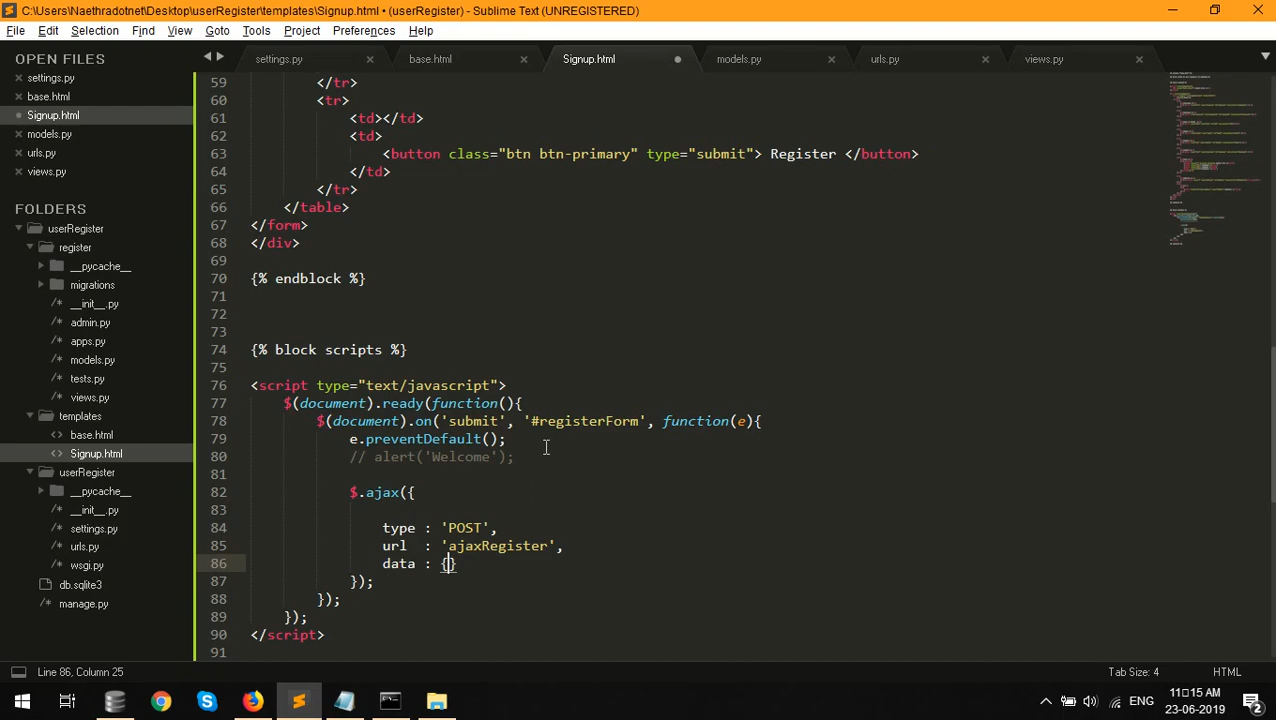 C:\Users\Naethradotnet\Desktop\userRegister\templates\Signup.html • (userRegister) - Sublime Text (UNREGISTERED)
File Edit Selection Find View Goto Tools Project Preferences Help
OPEN FILES
settings.py
base.html
Signup.html
models.py
urls.py
views.py
FOLDERS
userRegister
register
__pycache__
migrations
__init__.py
admin.py
apps.py
models.py
tests.py
views.py
templates
base.html
Signup.html
userRegister
__pycache__
__init__.py
settings.py
urls.py
wsgi.py
db.sqlite3
manage.py
settings.py base.html Signup.html models.py urls.py views.py
59 </tr>
60 <tr>
61 <td></td>
62 <td>
63 <button class="btn btn-primary" type="submit"> Register </button>
64 </td>
65 </tr>
66 </table>
67 </form>
68 </div>
69
70 {% endblock %}
71
72
73
74 {% block scripts %}
75
76 <script type="text/javascript">
77 $(document).ready(function(){
78 $(document).on('submit', '#registerForm', function(e){
79 e.preventDefault();
80 // alert('Welcome');
81
82 $.ajax({
83
84 type : 'POST',
85 url : 'ajaxRegister',
86 data : {}
87 });
88 });
89 });
90 </script>
91
Line 86, Column 25 Tab Size: 4 HTML
ENG 11:15 AM
23-06-2019
2